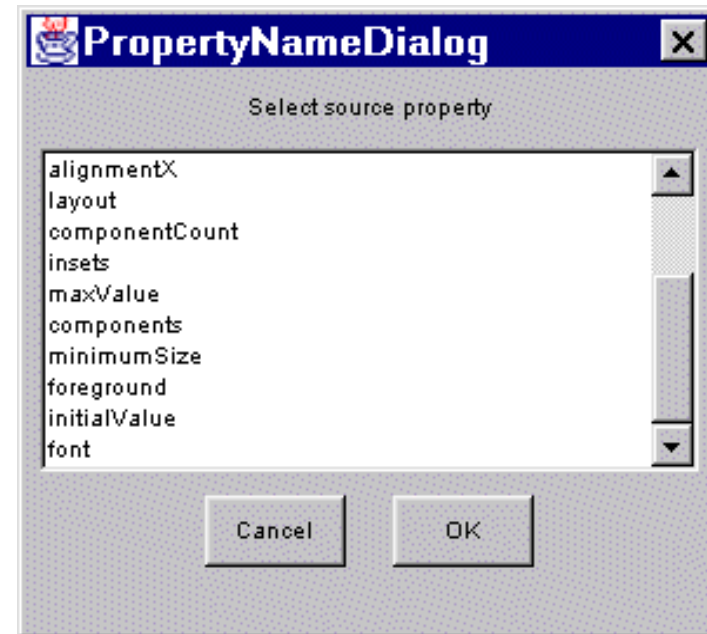 PropertyNameDialog
Select source property
alignmentX
layout
componentCount
insets
maxValue
components
minimumSize
foreground
initialValue
font
Cancel OK